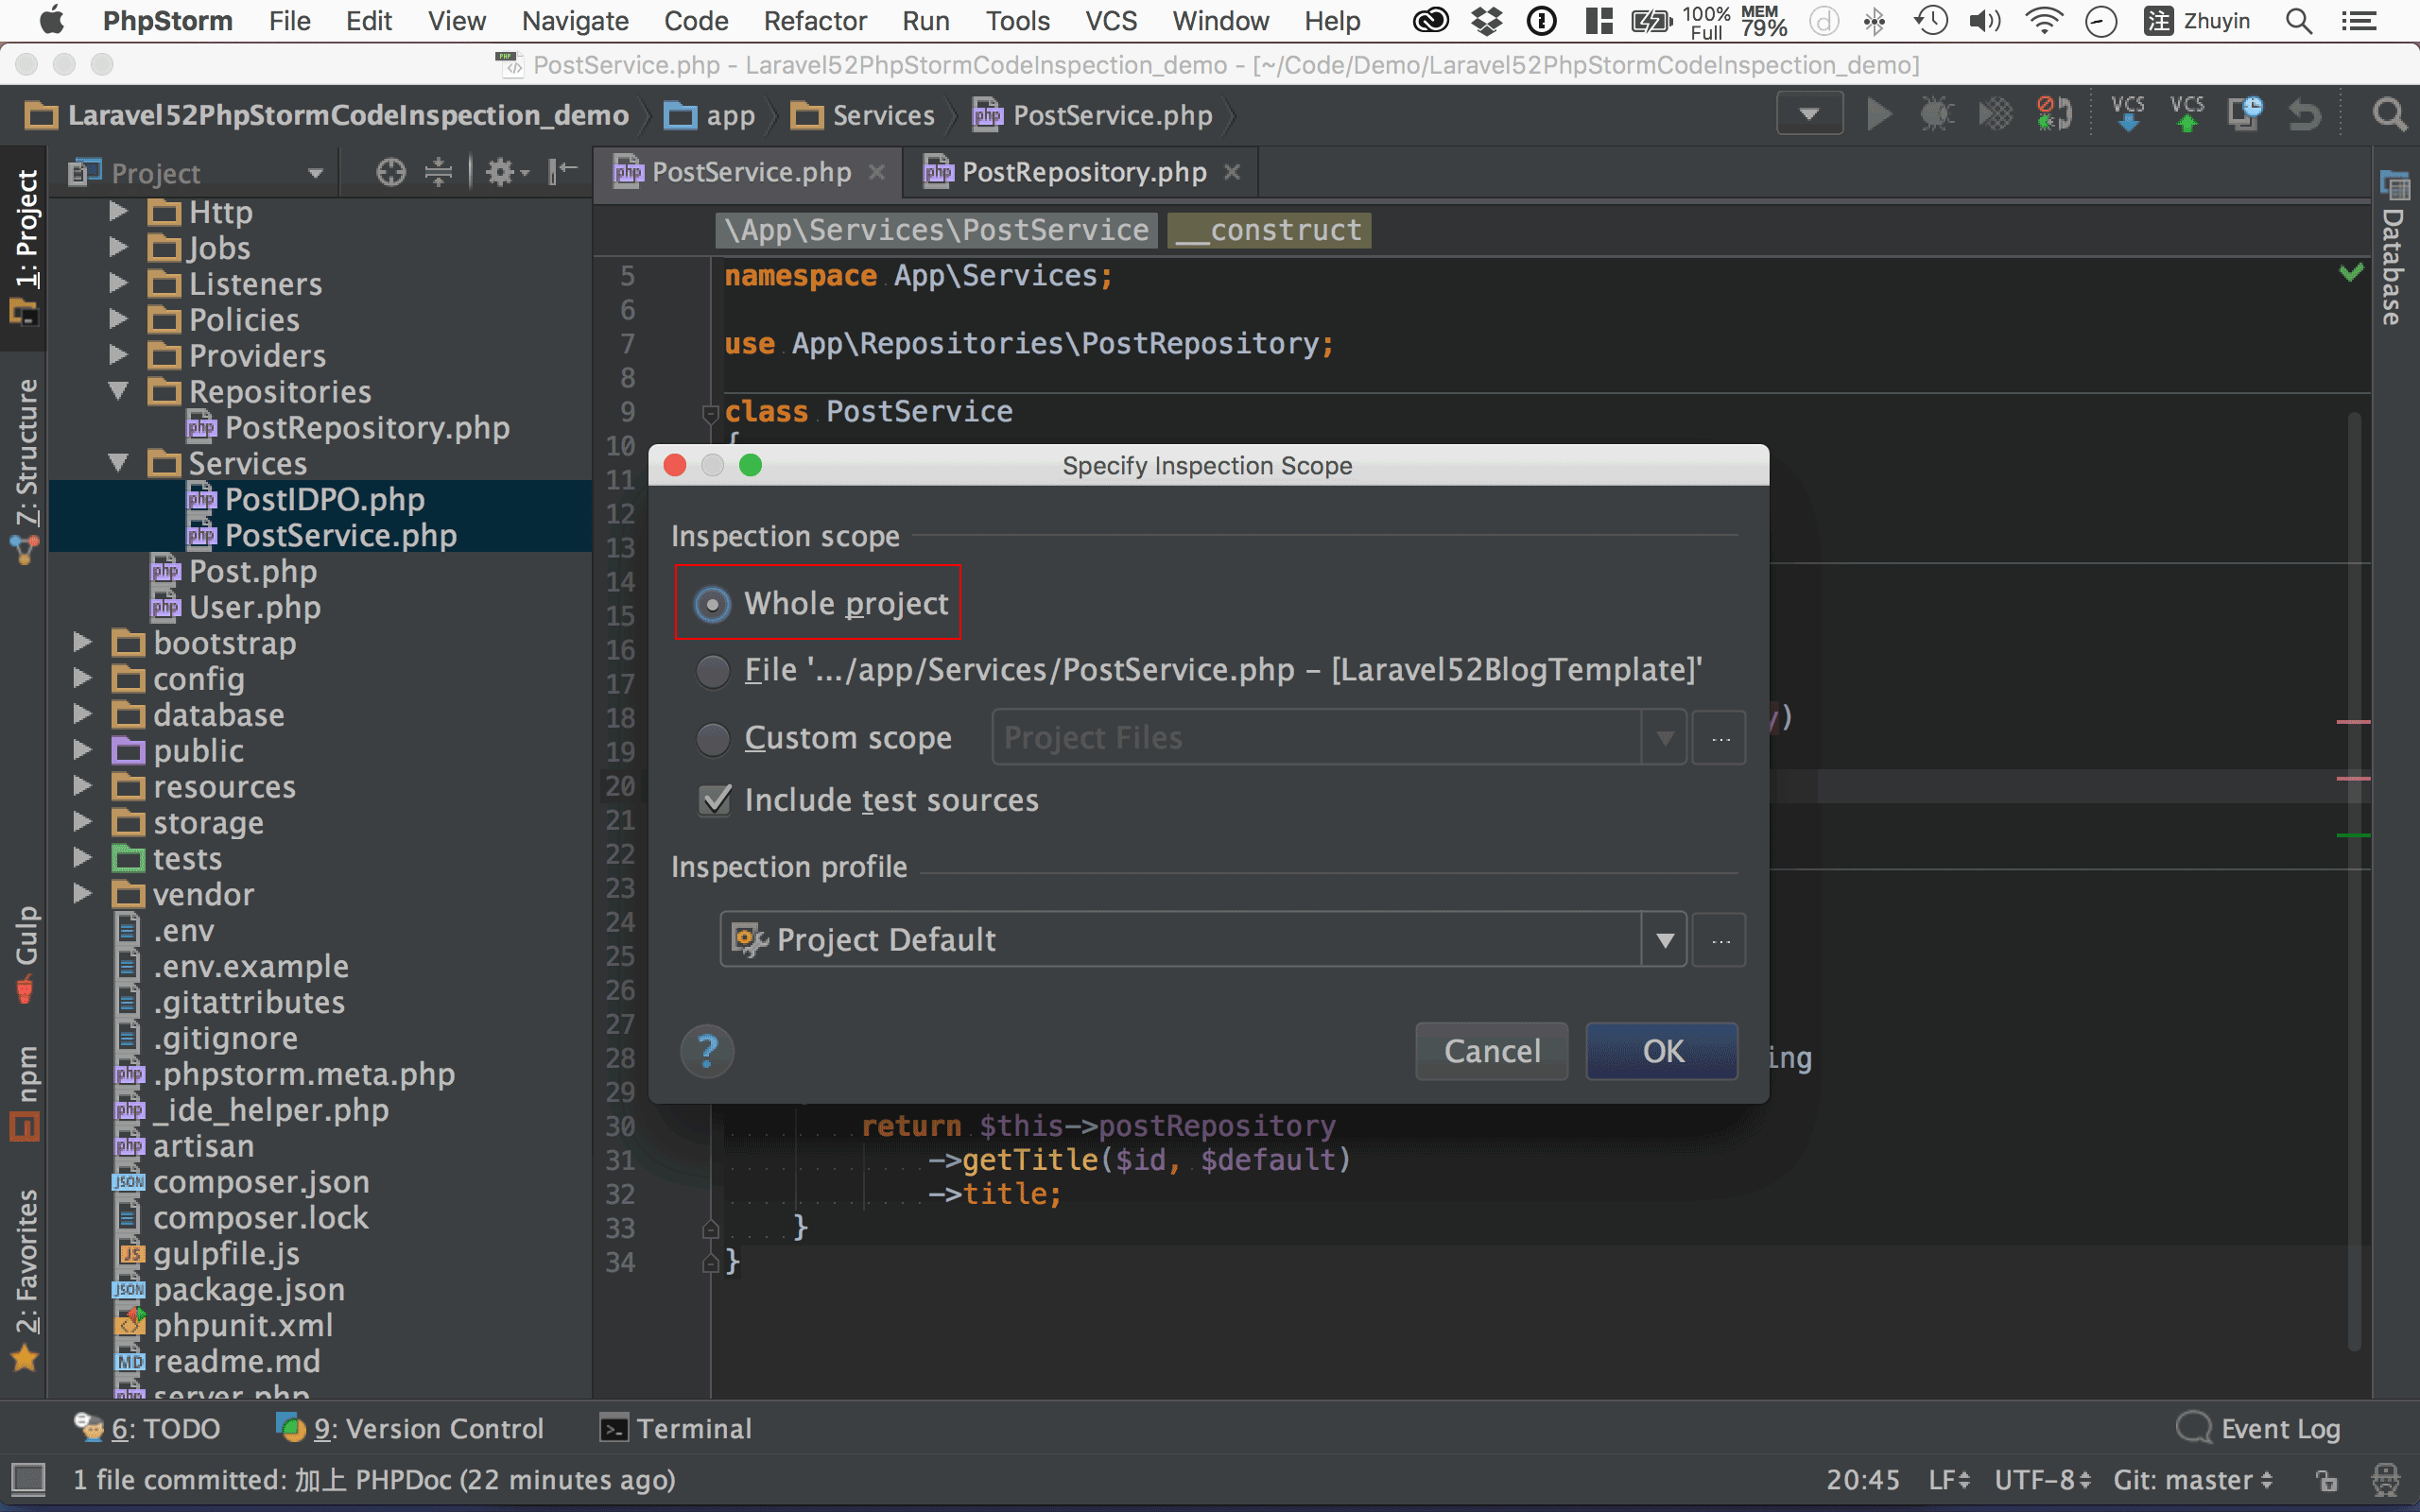 PhpStorm File Edit View Navigate Code Refactor Run Tools VCS Window Help 100% Full MEM 79% 注 Zhuyin
PostService.php - Laravel52PhpStormCodeInspection_demo - [~/Code/Demo/Laravel52PhpStormCodeInspection_demo]
Laravel52PhpStormCodeInspection_demo app Services PostService.php VCS VCS
1: Project
7: Structure
Gulp
npm
2: Favorites
Project
Http
Jobs
Listeners
Policies
Providers
Repositories
PostRepository.php
Services
PostIDPO.php
PostService.php
Post.php
User.php
bootstrap
config
database
public
resources
storage
tests
vendor
.env
.env.example
.gitattributes
.gitignore
.phpstorm.meta.php
_ide_helper.php
artisan
composer.json
composer.lock
gulpfile.js
package.json
phpunit.xml
readme.md
server.php
PostService.php PostRepository.php
\App\Services\PostService __construct
5 namespace App\Services;
6
7 use App\Repositories\PostRepository;
8
9 class PostService
10 {
11
12
13
14
15
16
17
18 y)
19
20
21
22
23
24
25
26
27
28 ing
29
30 return $this->postRepository
31 ->getTitle($id, $default)
32 ->title;
33 }
34 }
Specify Inspection Scope
Inspection scope
Whole project
File '.../app/Services/PostService.php – [Laravel52BlogTemplate]'
Custom scope Project Files ...
Include test sources
Inspection profile
Project Default ...
? Cancel OK
Database
6: TODO 9: Version Control Terminal Event Log
1 file committed: 加上 PHPDoc (22 minutes ago) 20:45 LF UTF-8 Git: master